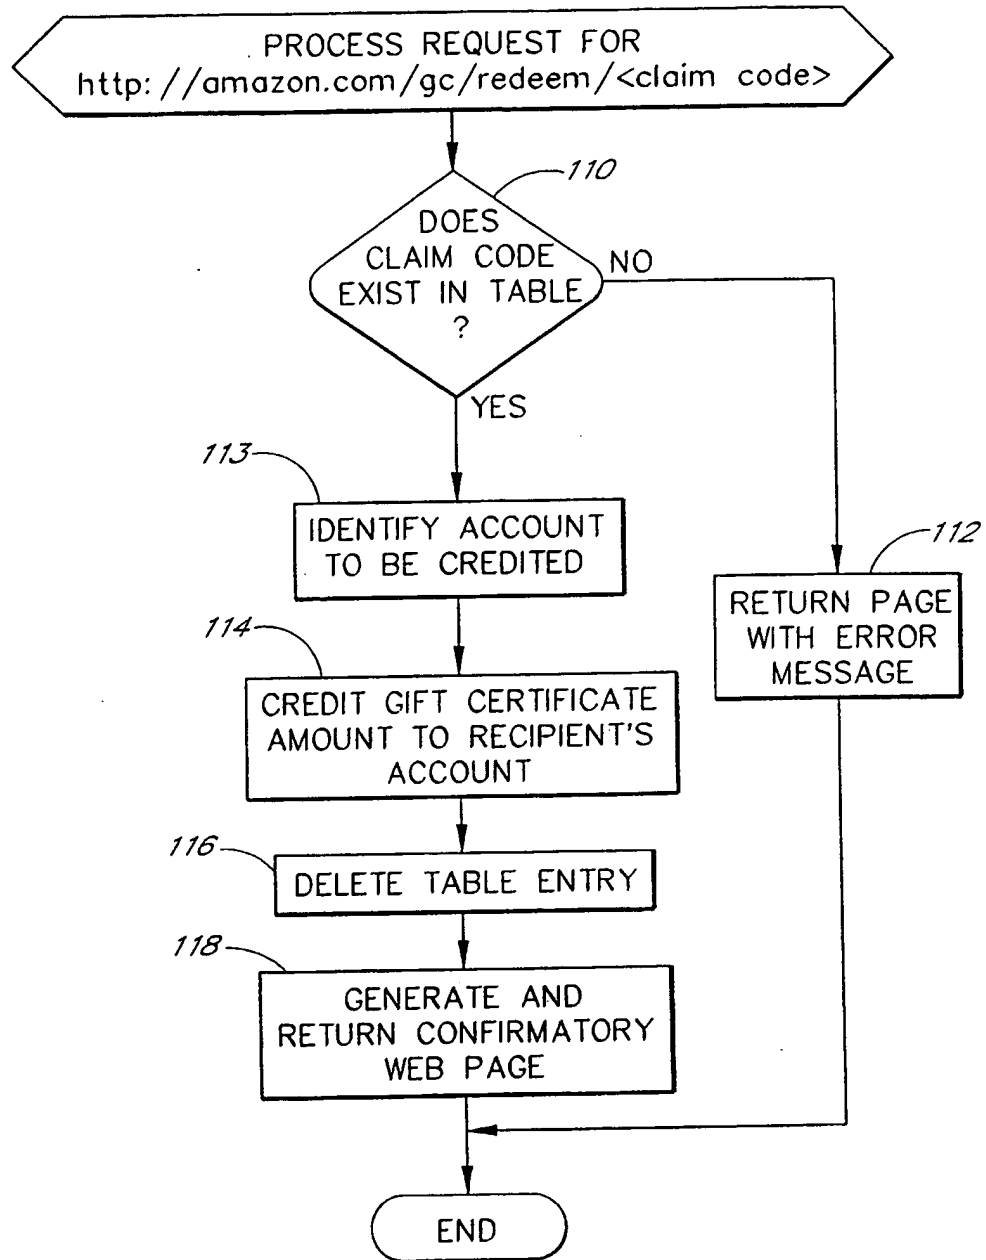 PROCESS REQUEST FOR
http://amazon.com/gc/redeem/<claim code>
110
DOES
CLAIM CODE
EXIST IN TABLE
?
NO
YES
113
IDENTIFY ACCOUNT
TO BE CREDITED
112
RETURN PAGE
WITH ERROR
MESSAGE
114
CREDIT GIFT CERTIFICATE
AMOUNT TO RECIPIENT'S
ACCOUNT
116
DELETE TABLE ENTRY
118
GENERATE AND
RETURN CONFIRMATORY
WEB PAGE
END